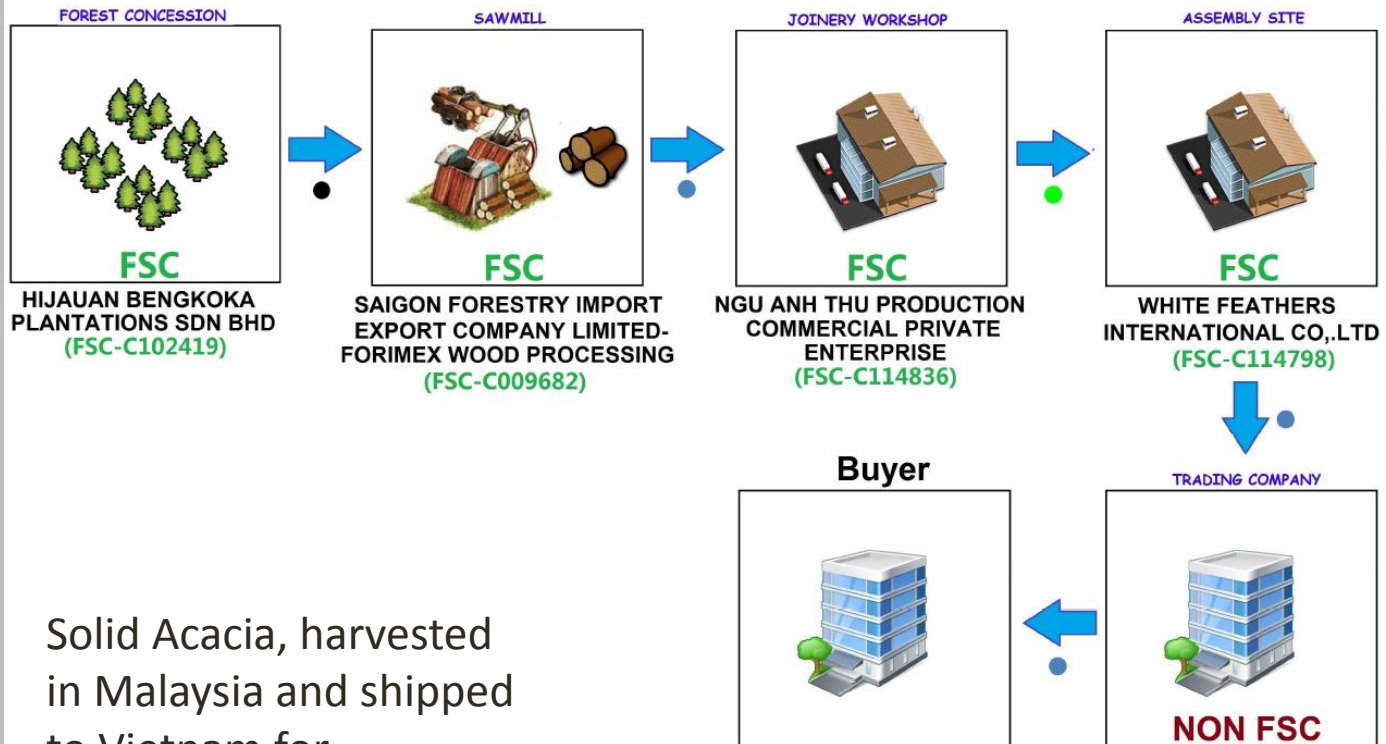 FOREST CONCESSION
SAWMILL
JOINERY WORKSHOP
ASSEMBLY SITE
FSC
FSC
FSC
FSC
HIJAUAN BENGKOKA
PLANTATIONS SDN BHD
(FSC-C102419)
SAIGON FORESTRY IMPORT
EXPORT COMPANY LIMITED-
FORIMEX WOOD PROCESSING
(FSC-C009682)
NGU ANH THU PRODUCTION
COMMERCIAL PRIVATE
ENTERPRISE
(FSC-C114836)
WHITE FEATHERS
INTERNATIONAL CO,.LTD
(FSC-C114798)
Buyer
TRADING COMPANY
NON FSC
Solid Acacia, harvested
in Malaysia and shipped
to Vietnam for